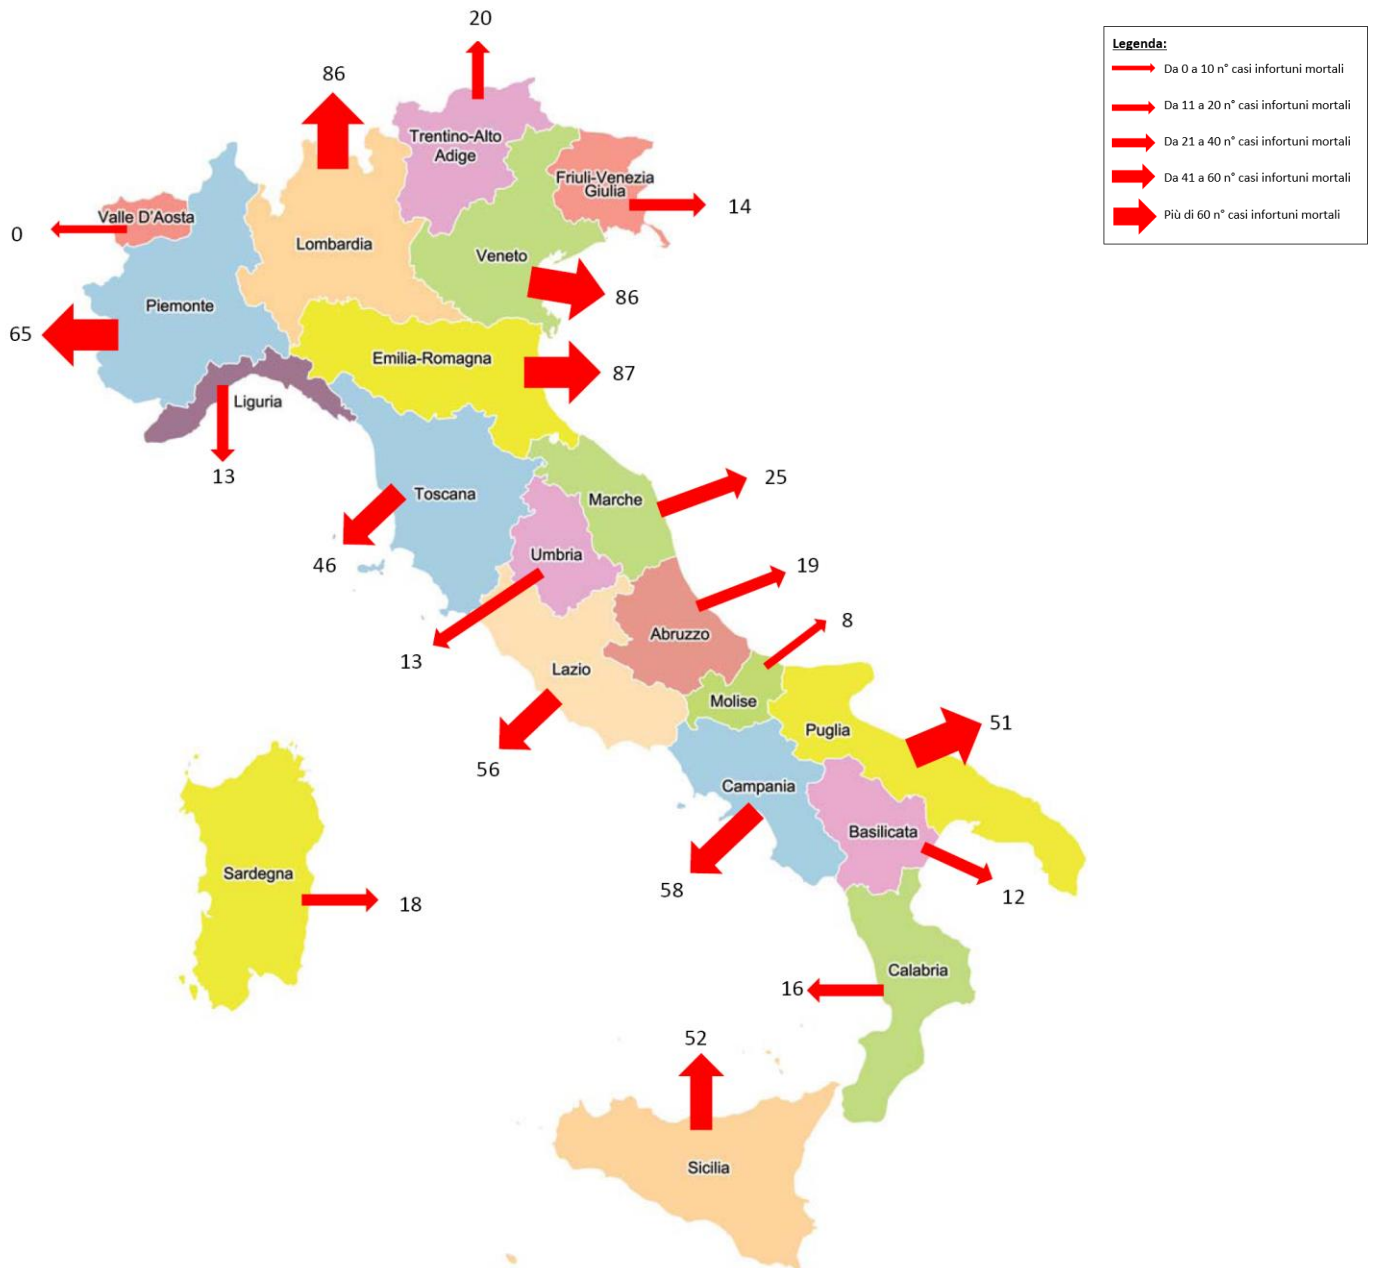 20
86
Legenda:
Da 0 a 10 n° casi infortuni mortali
Da 11 a 20 n° casi infortuni mortali
Da 21 a 40 n° casi infortuni mortali
Da 41 a 60 n° casi infortuni mortali
Più di 60 n° casi infortuni mortali
Trentino-Alto
Adige
Friuli-Venezia
Giulia
14
Valle D'Aosta
0
Lombardia
Veneto
86
Piemonte
65
Emilia-Romagna
87
Liguria
13
Toscana
46
Marche
25
Umbria
13
19
Abruzzo
8
Lazio
56
Molise
Puglia
51
Campania
58
Basilicata
12
Sardegna
18
Calabria
16
52
Sicilia